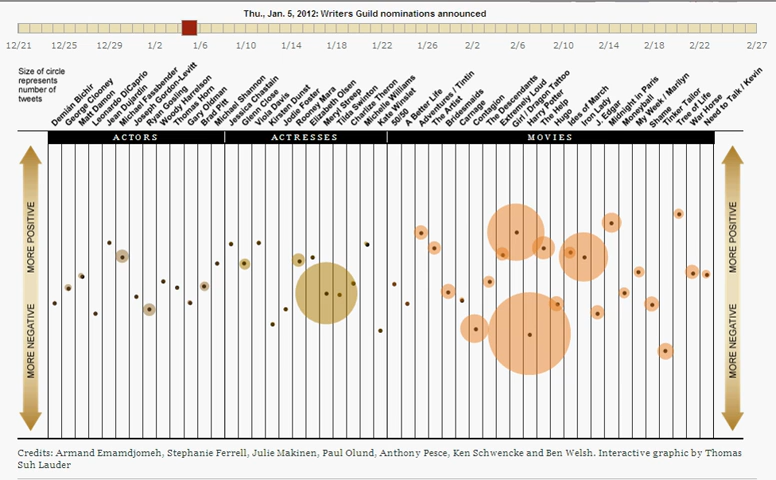 Thu., Jan. 5, 2012: Writers Guild nominations announced
12/21 12/25 12/29 1/2 1/6 1/10 1/14 1/18 1/22 1/26 2/2 2/6 2/10 2/14 2/18 2/22 2/27
Size of circle
represents
number of
tweets
Demián Bichir
George Clooney
Matt Damon
Leonardo DiCaprio
Jean Dujardin
Michael Fassbender
Joseph Gordon-Levitt
Ryan Gosling
Woody Harrelson
Thomas Horn
Gary Oldman
Brad Pitt
Michael Shannon
Jessica Chastain
Glenn Close
Viola Davis
Kirsten Dunst
Jodie Foster
Rooney Mara
Elizabeth Olsen
Meryl Streep
Tilda Swinton
Charlize Theron
Michelle Williams
Kate Winslet
50/50
A Better Life
Adventures / Tintin
The Artist
Bridesmaids
Carnage
Contagion
The Descendants
Extremely Loud
Girl / Dragon Tattoo
Harry Potter
The Help
Hugo
Ides of March
Iron Lady
J. Edgar
Midnight In Paris
Moneyball
My Week / Marilyn
Shame
Tinker Tailor
Tree of Life
War Horse
Need to Talk / Kevin
ACTORS ACTRESSES MOVIES
MORE POSITIVE
MORE NEGATIVE
MORE POSITIVE
MORE NEGATIVE
Credits: Armand Emamdjomeh, Stephanie Ferrell, Julie Makinen, Paul Olund, Anthony Pesce, Ken Schwencke and Ben Welsh. Interactive graphic by Thomas
Suh Lauder